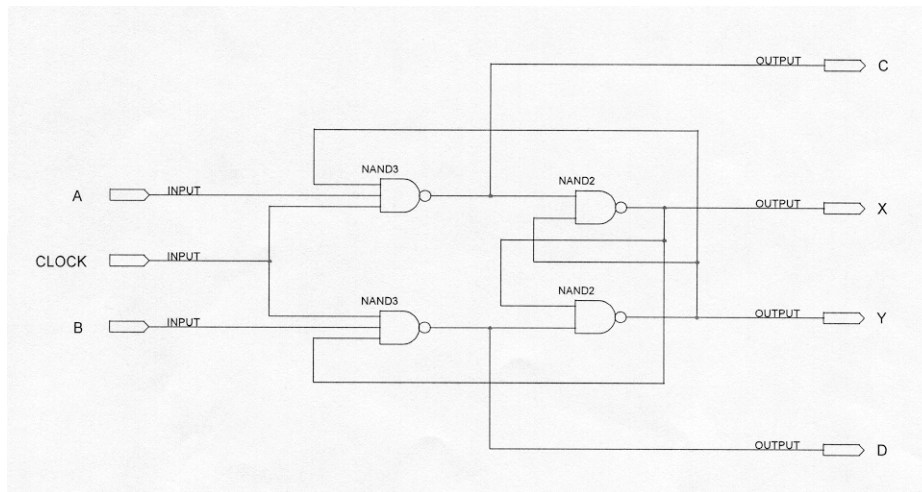 OUTPUT C
NAND3
NAND2
A INPUT
OUTPUT X
CLOCK INPUT
NAND3
NAND2
B INPUT
OUTPUT Y
OUTPUT D